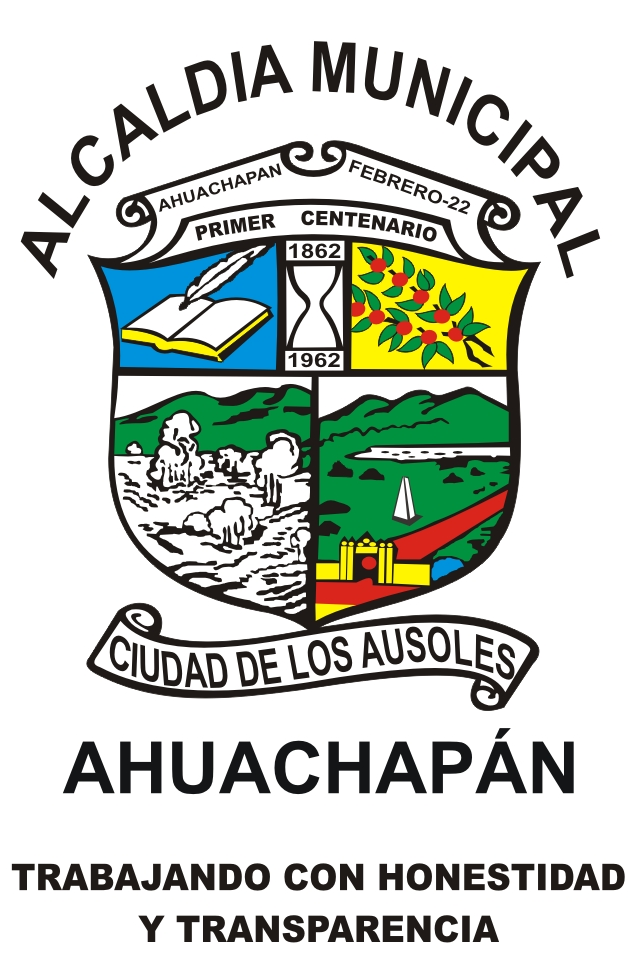 ALCALDIA MUNICIPAL
AHUACHAPAN FEBRERO-22
PRIMER CENTENARIO
1862
1962
CIUDAD DE LOS AUSOLES
AHUACHAPÁN
TRABAJANDO CON HONESTIDAD
Y TRANSPARENCIA